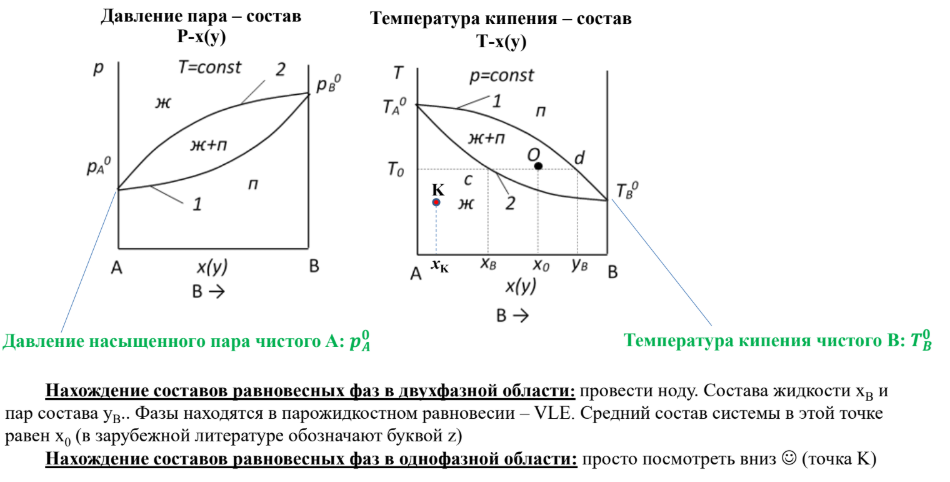 Давление пара – состав
P-x(y)
Температура кипения – состав
T-x(y)
p
T=const
2
p_B^0
ж
ж+п
p_A^0
п
1
A
x(y)
B
B →
T
p=const
T_A^0
1
п
ж+п
O
d
T_0
c
K
ж
2
T_B^0
A
x_K
x_B
x_0
y_B
B
x(y)
B →
Давление насыщенного пара чистого А: p_A^0
Температура кипения чистого В: T_B^0
Нахождение составов равновесных фаз в двухфазной области: провести ноду. Состава жидкости x_B и
пар состава y_B.. Фазы находятся в парожидкостном равновесии – VLE. Средний состав системы в этой точке
равен x_0 (в зарубежной литературе обозначают буквой z)
Нахождение составов равновесных фаз в однофазной области: просто посмотреть вниз ☺ (точка K)